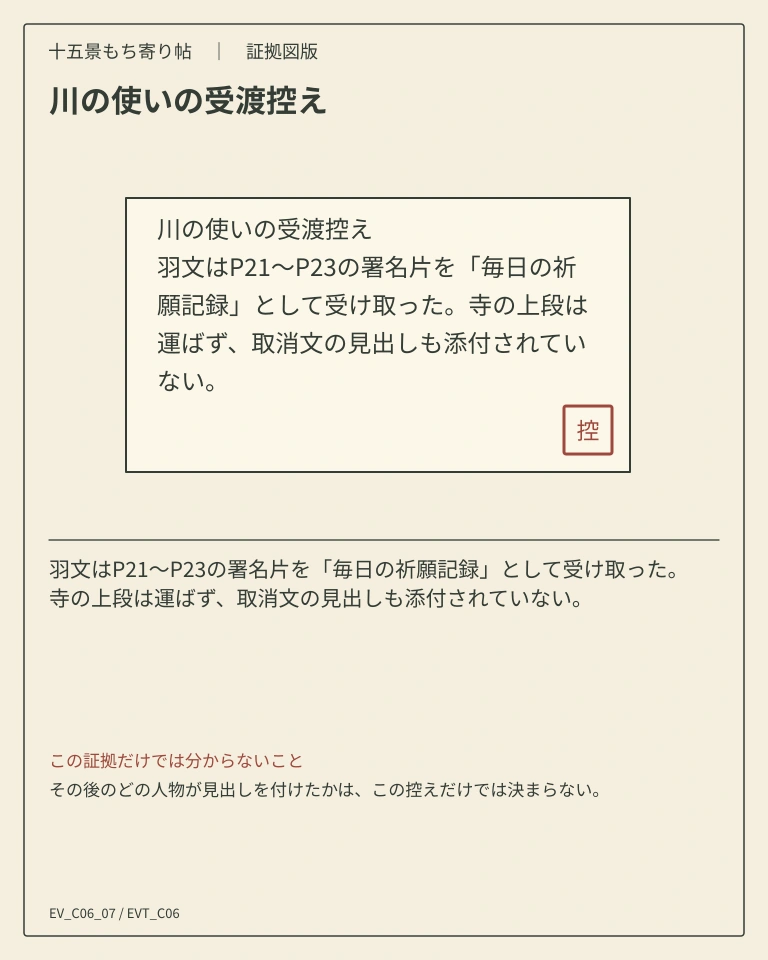 十五景もち寄り帖 ｜ 証拠図版
川の使いの受渡控え
川の使いの受渡控え
羽文はP21〜P23の署名片を「毎日の祈
願記録」として受け取った。寺の上段は
運ばず、取消文の見出しも添付されてい
ない。
控
羽文はP21〜P23の署名片を「毎日の祈願記録」として受け取った。
寺の上段は運ばず、取消文の見出しも添付されていない。
この証拠だけでは分からないこと
その後のどの人物が見出しを付けたかは、この控えだけでは決まらない。
EV_C06_07 / EVT_C06